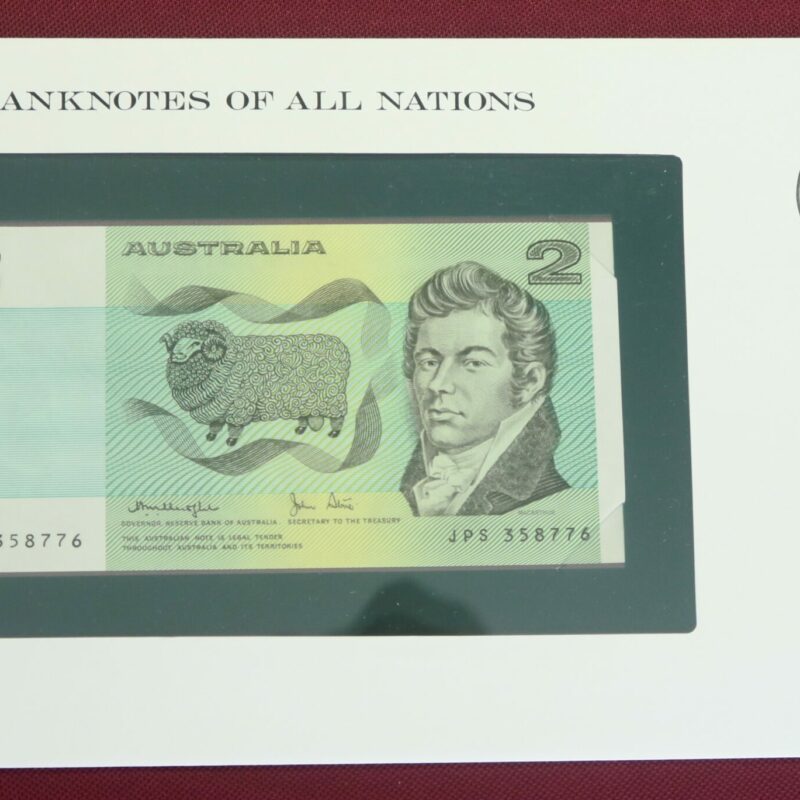 ANKNOTES OF ALL NATIONS
AUSTRALIA
2
GOVERNOR, RESERVE BANK OF AUSTRALIA. SECRETARY TO THE TREASURY
THIS AUSTRALIAN NOTE IS LEGAL TENDER
THROUGHOUT AUSTRALIA AND ITS TERRITORIES
MACARTHUR
358776
JPS 358776